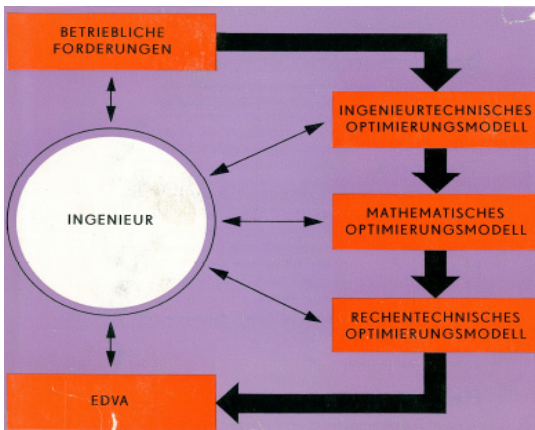 BETRIEBLICHE
FORDERUNGEN
INGENIEURTECHNISCHES
OPTIMIERUNGSMODELL
INGENIEUR
MATHEMATISCHES
OPTIMIERUNGSMODELL
RECHENTECHNISCHES
OPTIMIERUNGSMODELL
EDVA